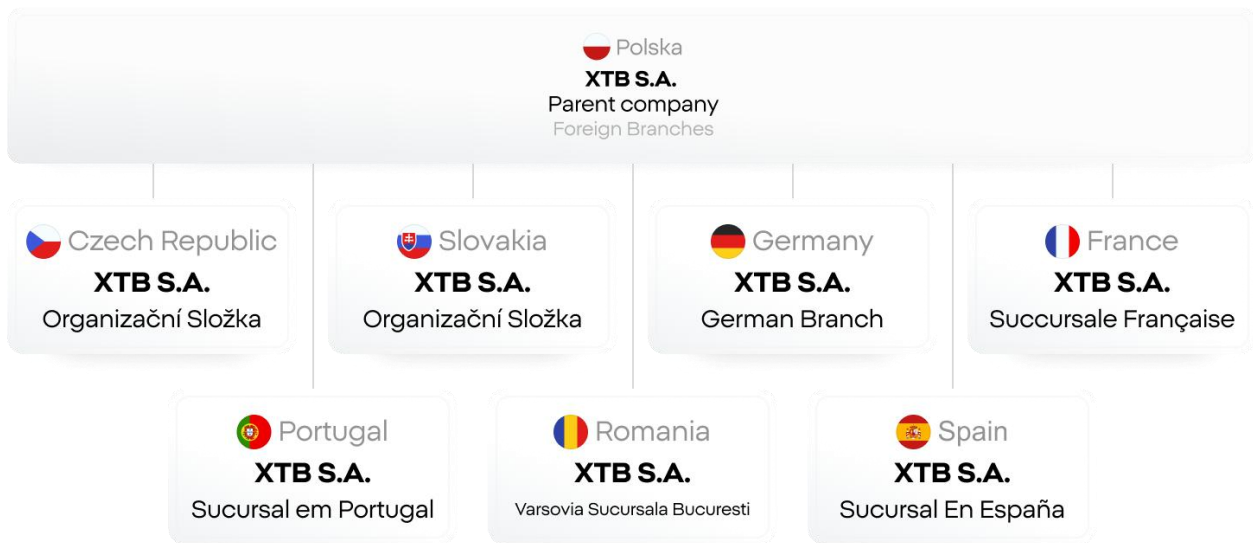 Polska
XTB S.A.
Parent company
Foreign Branches
Czech Republic
XTB S.A.
Organizační Složka
Slovakia
XTB S.A.
Organizační Složka
Germany
XTB S.A.
German Branch
France
XTB S.A.
Succursale Française
Portugal
XTB S.A.
Sucursal em Portugal
Romania
XTB S.A.
Varsovia Sucursala Bucuresti
Spain
XTB S.A.
Sucursal En España